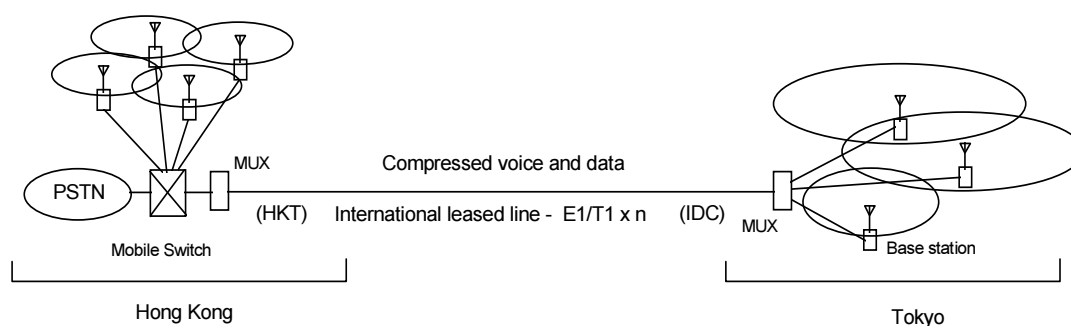 MUX
Compressed voice and data
PSTN
(HKT)
International leased line - E1/T1 x n
(IDC)
MUX
Mobile Switch
Base station
Hong Kong
Tokyo